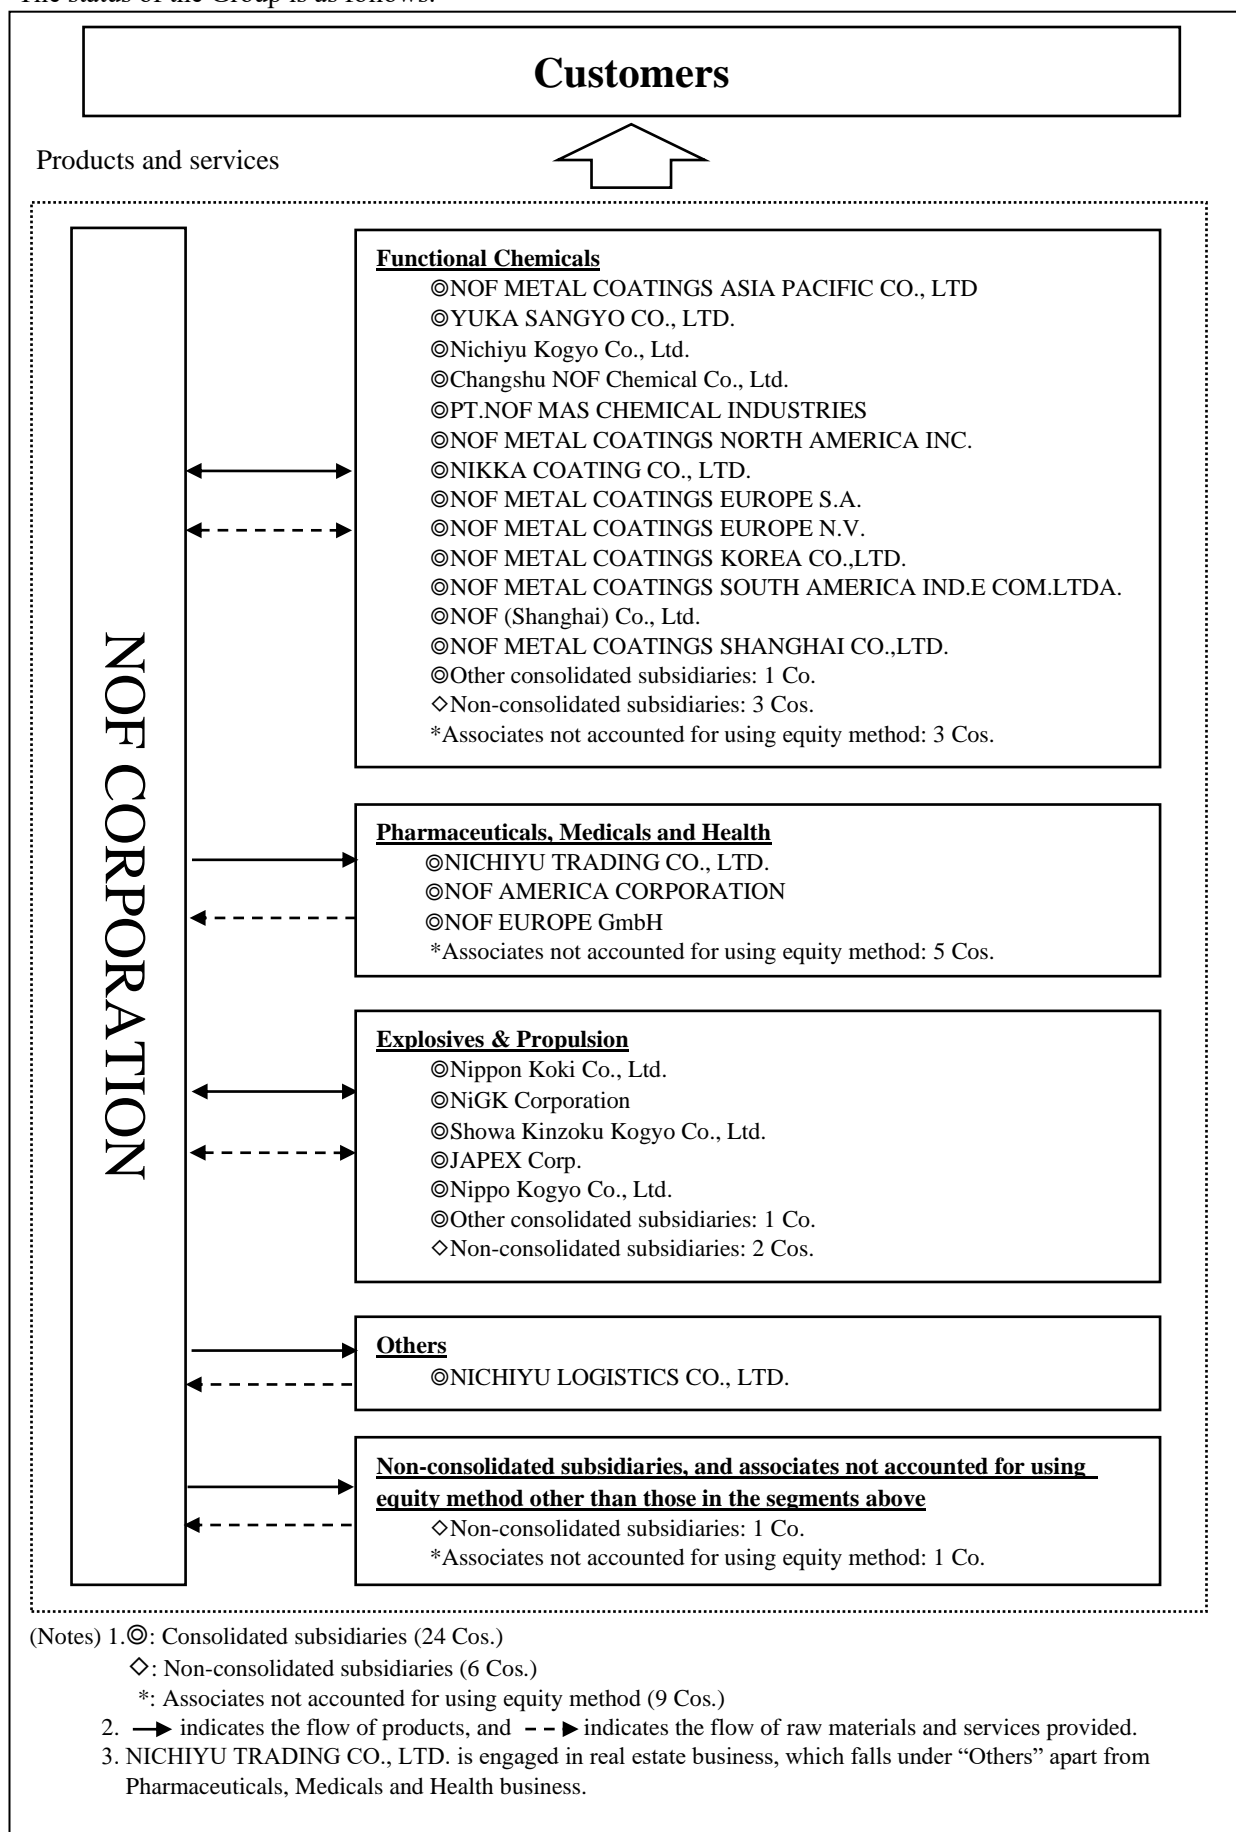 The status of the Group is as follows.
Customers
Products and services
NOF CORPORATION
Functional Chemicals
◎NOF METAL COATINGS ASIA PACIFIC CO., LTD
◎YUKA SANGYO CO., LTD.
◎Nichiyu Kogyo Co., Ltd.
◎Changshu NOF Chemical Co., Ltd.
◎PT.NOF MAS CHEMICAL INDUSTRIES
◎NOF METAL COATINGS NORTH AMERICA INC.
◎NIKKA COATING CO., LTD.
◎NOF METAL COATINGS EUROPE S.A.
◎NOF METAL COATINGS EUROPE N.V.
◎NOF METAL COATINGS KOREA CO.,LTD.
◎NOF METAL COATINGS SOUTH AMERICA IND.E COM.LTDA.
◎NOF (Shanghai) Co., Ltd.
◎NOF METAL COATINGS SHANGHAI CO.,LTD.
◎Other consolidated subsidiaries: 1 Co.
◇Non-consolidated subsidiaries: 3 Cos.
*Associates not accounted for using equity method: 3 Cos.
Pharmaceuticals, Medicals and Health
◎NICHIYU TRADING CO., LTD.
◎NOF AMERICA CORPORATION
◎NOF EUROPE GmbH
*Associates not accounted for using equity method: 5 Cos.
Explosives & Propulsion
◎Nippon Koki Co., Ltd.
◎NiGK Corporation
◎Showa Kinzoku Kogyo Co., Ltd.
◎JAPEX Corp.
◎Nippo Kogyo Co., Ltd.
◎Other consolidated subsidiaries: 1 Co.
◇Non-consolidated subsidiaries: 2 Cos.
Others
◎NICHIYU LOGISTICS CO., LTD.
Non-consolidated subsidiaries, and associates not accounted for using
equity method other than those in the segments above
◇Non-consolidated subsidiaries: 1 Co.
*Associates not accounted for using equity method: 1 Co.
(Notes) 1.◎: Consolidated subsidiaries (24 Cos.)
◇: Non-consolidated subsidiaries (6 Cos.)
*: Associates not accounted for using equity method (9 Cos.)
2. → indicates the flow of products, and --▶ indicates the flow of raw materials and services provided.
3. NICHIYU TRADING CO., LTD. is engaged in real estate business, which falls under “Others” apart from
Pharmaceuticals, Medicals and Health business.